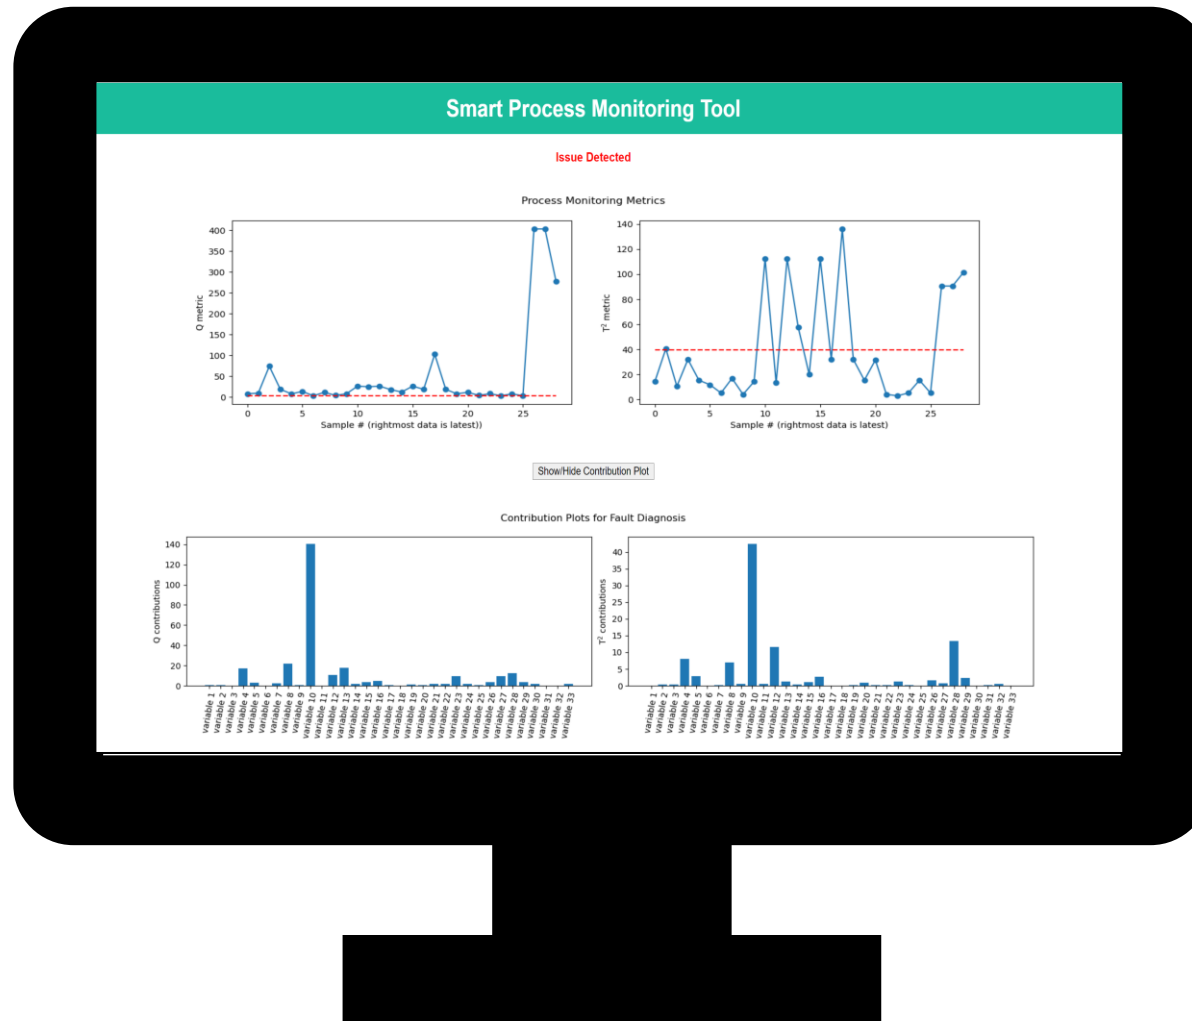 Smart Process Monitoring Tool
Issue Detected
Process Monitoring Metrics
400
350
300
250
200
150
100
50
0
Q metric
0 5 10 15 20 25
Sample # (rightmost data is latest))
140
120
100
80
60
40
20
0
T² metric
0 5 10 15 20 25
Sample # (rightmost data is latest)
Show/Hide Contribution Plot
Contribution Plots for Fault Diagnosis
140
120
100
80
60
40
20
0
Q contributions
variable 1
variable 2
variable 3
variable 4
variable 5
variable 6
variable 7
variable 8
variable 9
variable 10
variable 11
variable 12
variable 13
variable 14
variable 15
variable 16
variable 17
variable 18
variable 19
variable 20
variable 21
variable 22
variable 23
variable 24
variable 25
variable 26
variable 27
variable 28
variable 29
variable 30
variable 31
variable 32
variable 33
40
35
30
25
20
15
10
5
0
T² contributions
variable 1
variable 2
variable 3
variable 4
variable 5
variable 6
variable 7
variable 8
variable 9
variable 10
variable 11
variable 12
variable 13
variable 14
variable 15
variable 16
variable 17
variable 18
variable 19
variable 20
variable 21
variable 22
variable 23
variable 24
variable 25
variable 26
variable 27
variable 28
variable 29
variable 30
variable 31
variable 32
variable 33